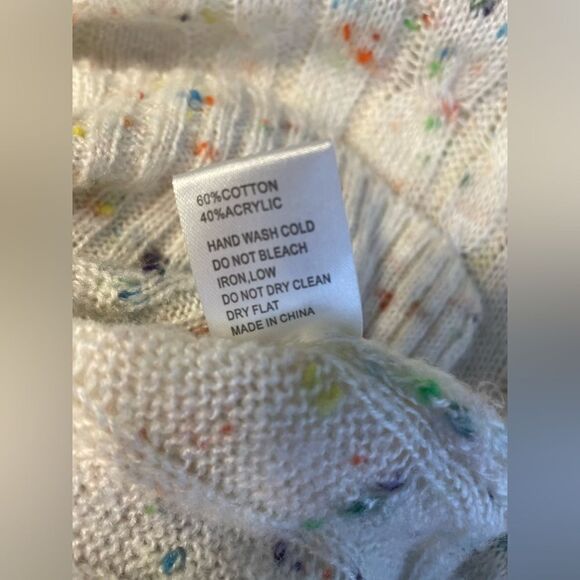 60%COTTON
40%ACRYLIC
HAND WASH COLD
DO NOT BLEACH
IRON,LOW
DO NOT DRY CLEAN
DRY FLAT
MADE IN CHINA